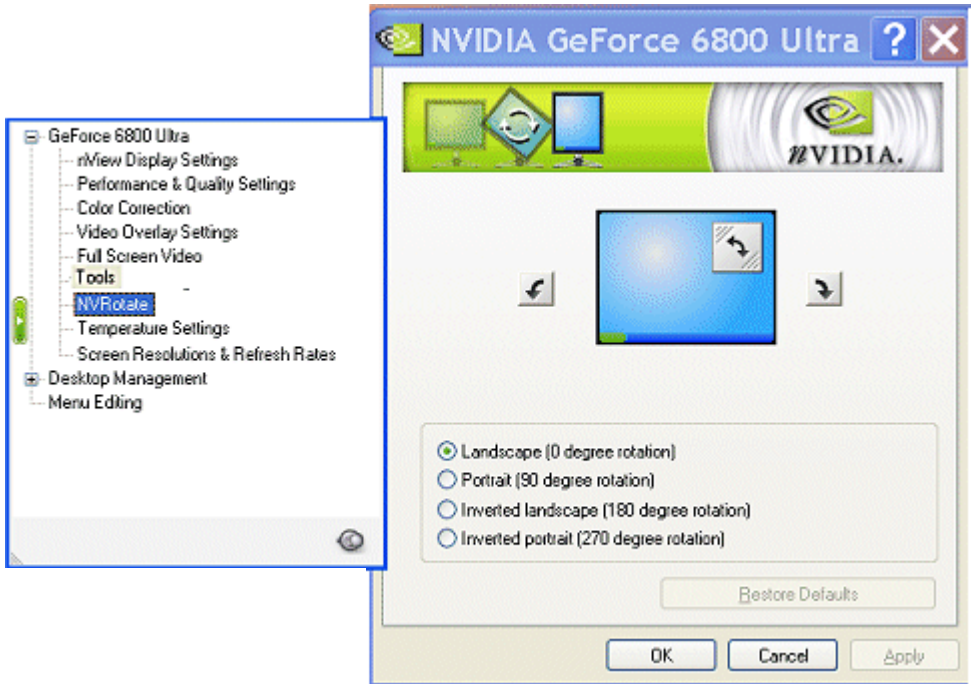 NVIDIA GeForce 6800 Ultra
GeForce 6800 Ultra
nView Display Settings
Performance & Quality Settings
Color Correction
Video Overlay Settings
Full Screen Video
Tools
NVRotate
Temperature Settings
Screen Resolutions & Refresh Rates
Desktop Management
Menu Editing
nVIDIA.
Landscape (0 degree rotation)
Portrait (90 degree rotation)
Inverted landscape (180 degree rotation)
Inverted portrait (270 degree rotation)
Restore Defaults
OK Cancel Apply